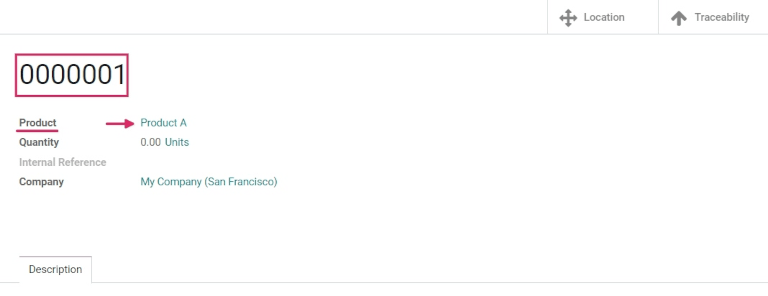 Location Traceability
0000001
Product Product A
Quantity 0.00 Units
Internal Reference
Company My Company (San Francisco)
Description